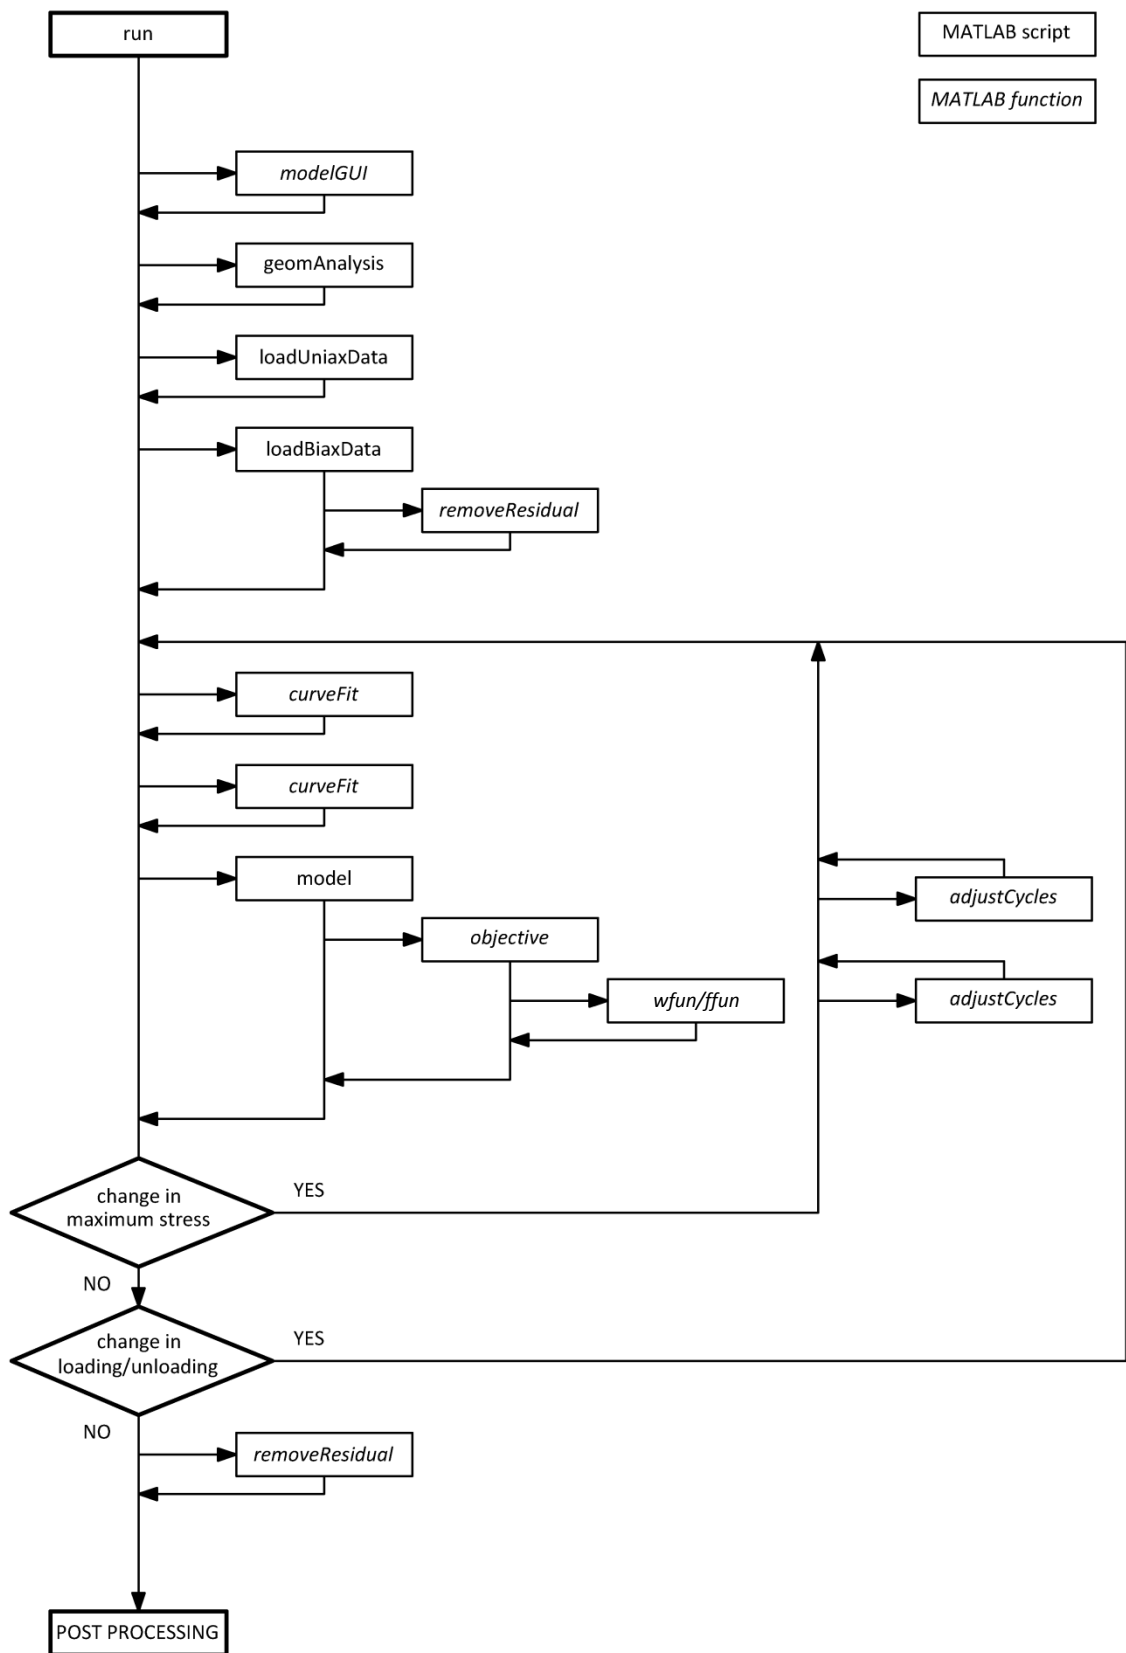 run
MATLAB script
MATLAB function
modelGUI
geomAnalysis
loadUniaxData
loadBiaxData
removeResidual
curveFit
curveFit
model
adjustCycles
objective
adjustCycles
wfun/ffun
change in
maximum stress
YES
NO
change in
loading/unloading
YES
NO
removeResidual
POST PROCESSING